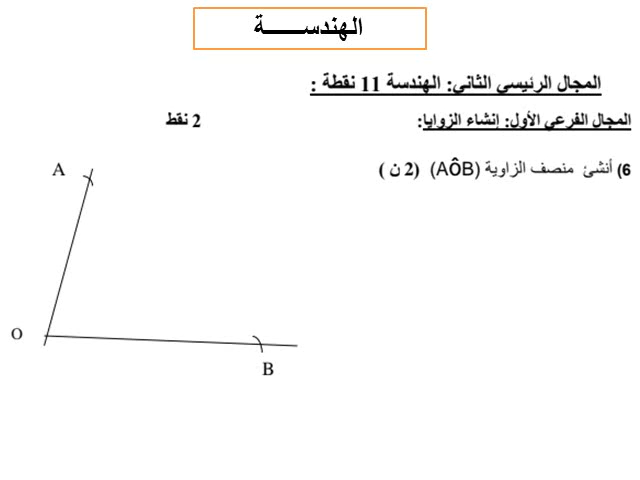 الهندســـــــة
المجال الرئيسي الثاني: الهندسة 11 نقطة :
المجال الفرعي الأول: إنشاء الزوايا: 2 نقط
6) أنشئ منصف الزاوية (AÔB) (2 ن )
A
O
B